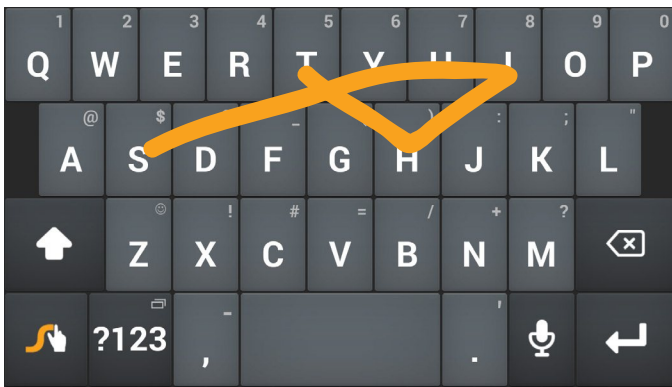 1 2 3 4 5 6 7 8 9 0
Q W E R T Y U I O P
@ $ _ ) : ; "
A S D F G H J K L
! # = / + ?
Z X C V B N M
- '
?123 , .